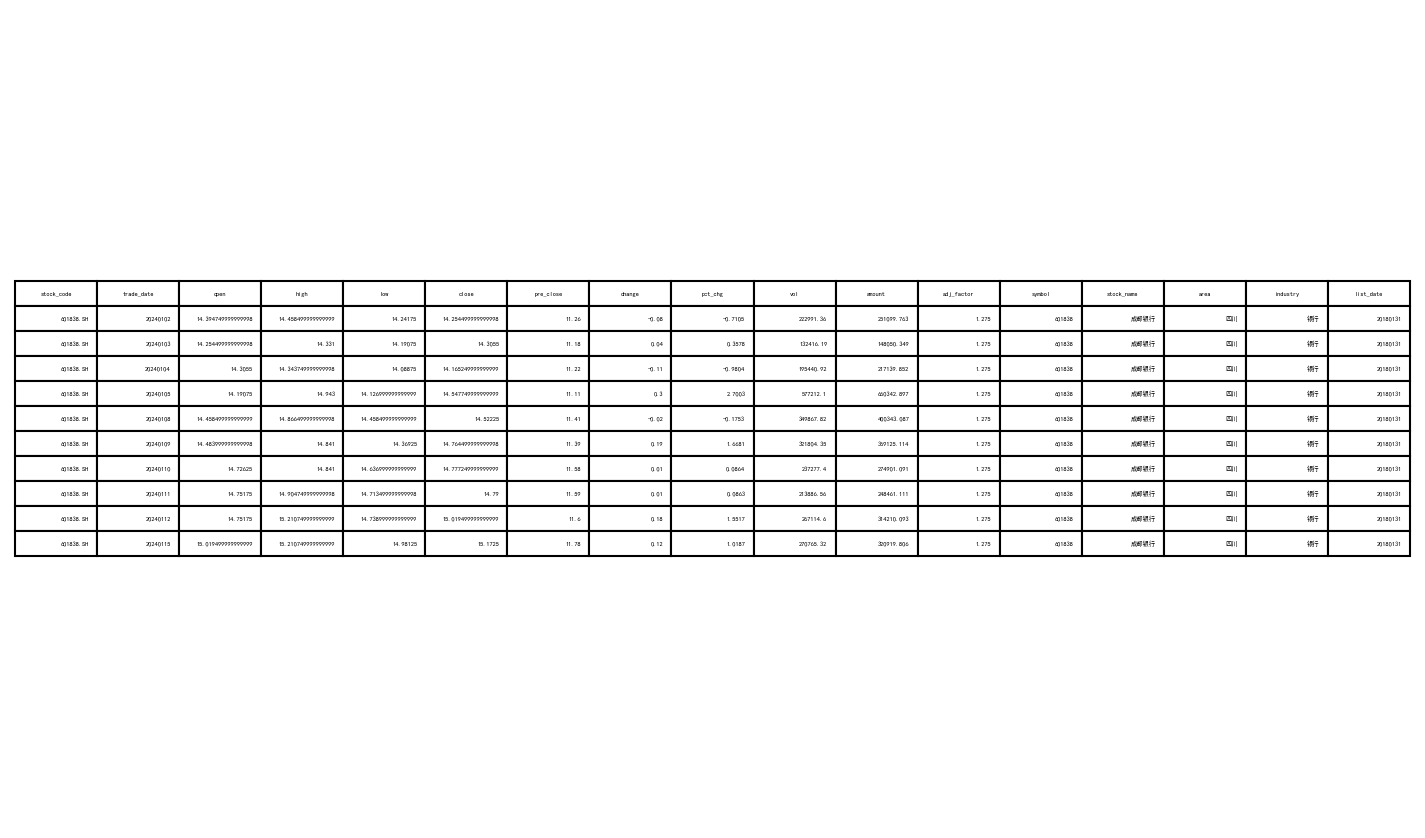 stock_code trade_date open high low close pre_close change pct_chg vol amount adj_factor symbol stock_name area industry list_date
601838.SH 20240102 14.394749999999998 14.458499999999999 14.24175 14.254499999999998 11.26 -0.08 -0.7105 222991.36 251099.763 1.275 601838 成都银行 四川 银行 20180131
601838.SH 20240103 14.254499999999998 14.331 14.19075 14.3055 11.18 0.04 0.3578 132416.19 148050.349 1.275 601838 成都银行 四川 银行 20180131
601838.SH 20240104 14.3055 14.343749999999998 14.08875 14.165249999999999 11.22 -0.11 -0.9804 195440.92 217139.852 1.275 601838 成都银行 四川 银行 20180131
601838.SH 20240105 14.19075 14.943 14.126999999999999 14.547749999999999 11.11 0.3 2.7003 577212.1 660342.897 1.275 601838 成都银行 四川 银行 20180131
601838.SH 20240108 14.458499999999999 14.866499999999998 14.458499999999999 14.52225 11.41 -0.02 -0.1753 349867.82 400343.087 1.275 601838 成都银行 四川 银行 20180131
601838.SH 20240109 14.483999999999998 14.841 14.36925 14.764499999999998 11.39 0.19 1.6681 321804.35 369125.114 1.275 601838 成都银行 四川 银行 20180131
601838.SH 20240110 14.72625 14.841 14.636999999999999 14.777249999999999 11.58 0.01 0.0864 237277.4 274901.091 1.275 601838 成都银行 四川 银行 20180131
601838.SH 20240111 14.75175 14.904749999999998 14.713499999999998 14.79 11.59 0.01 0.0863 213886.56 248461.111 1.275 601838 成都银行 四川 银行 20180131
601838.SH 20240112 14.75175 15.210749999999999 14.738999999999999 15.019499999999999 11.6 0.18 1.5517 267114.6 314210.093 1.275 601838 成都银行 四川 银行 20180131
601838.SH 20240115 15.019499999999999 15.210749999999999 14.98125 15.1725 11.78 0.12 1.0187 270765.32 320919.806 1.275 601838 成都银行 四川 银行 20180131